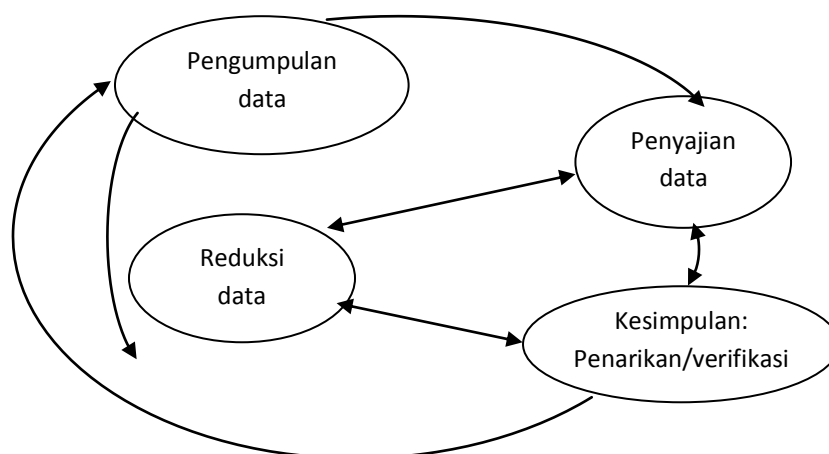 Pengumpulan
data
Penyajian
data
Reduksi
data
Kesimpulan:
Penarikan/verifikasi